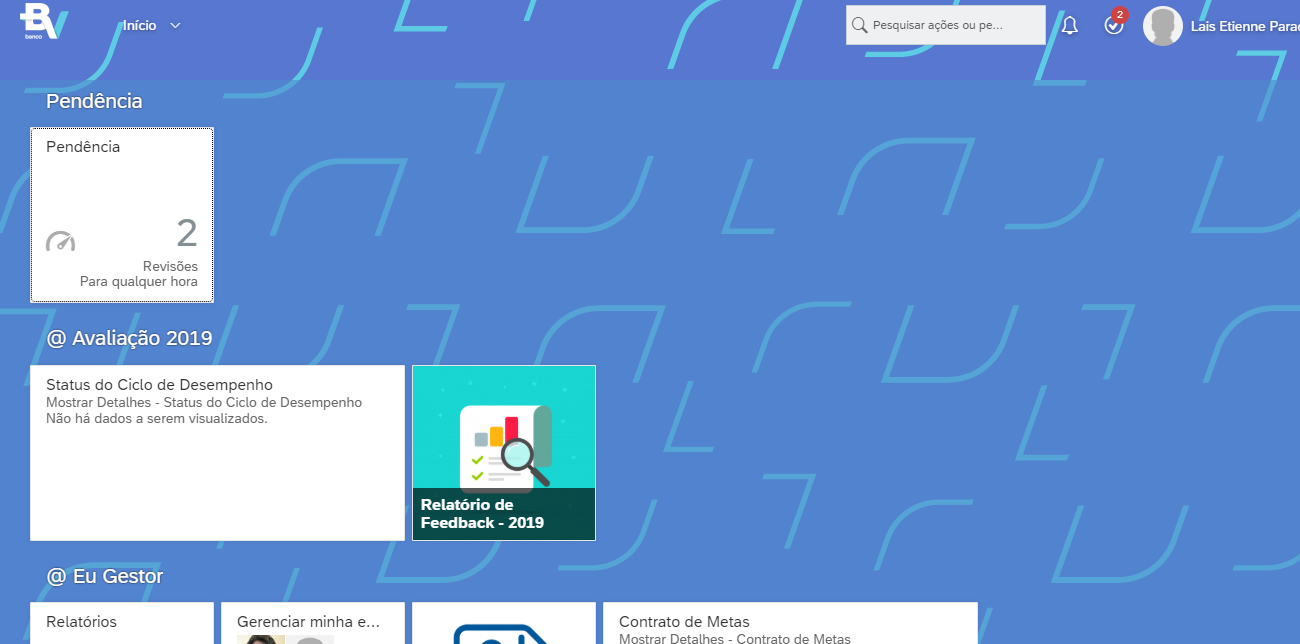 BV
banco
Início
Pesquisar ações ou pe...
2
Lais Etienne
Pendência
Pendência
2
Revisões
Para qualquer hora
@ Avaliação 2019
Status do Ciclo de Desempenho
Mostrar Detalhes - Status do Ciclo de Desempenho
Não há dados a serem visualizados.
Relatório de
Feedback - 2019
@ Eu Gestor
Relatórios
Gerenciar minha e...
Contrato de Metas
Mostrar Detalhes - Contrato de Metas